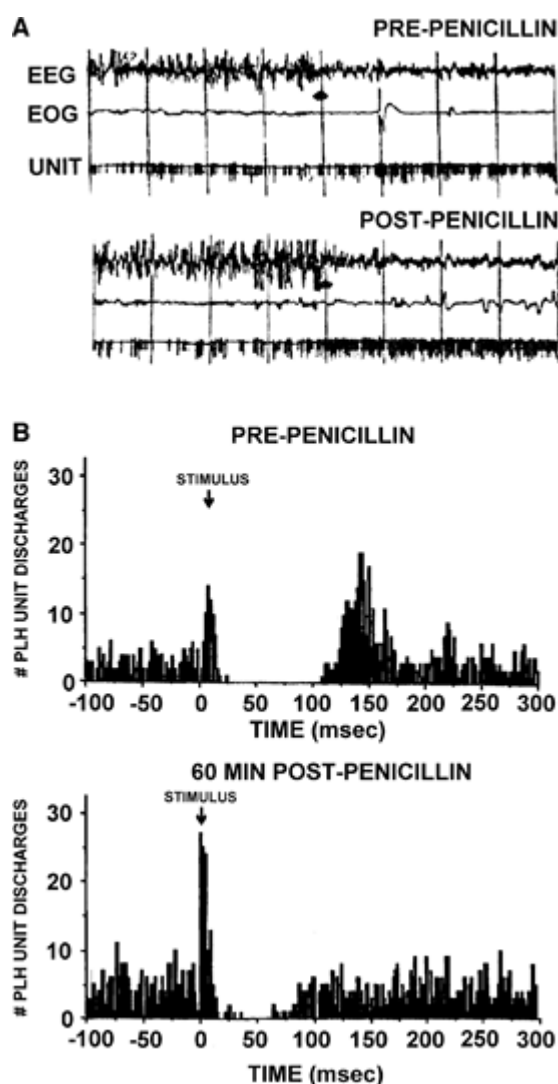 A
PRE-PENICILLIN
EEG
EOG
UNIT
POST-PENICILLIN
B
PRE-PENICILLIN
# PLH UNIT DISCHARGES
30
20
10
0
STIMULUS
-100 -50 0 50 100 150 200 250 300
TIME (msec)
60 MIN POST-PENICILLIN
# PLH UNIT DISCHARGES
30
20
10
0
STIMULUS
-100 -50 0 50 100 150 200 250 300
TIME (msec)